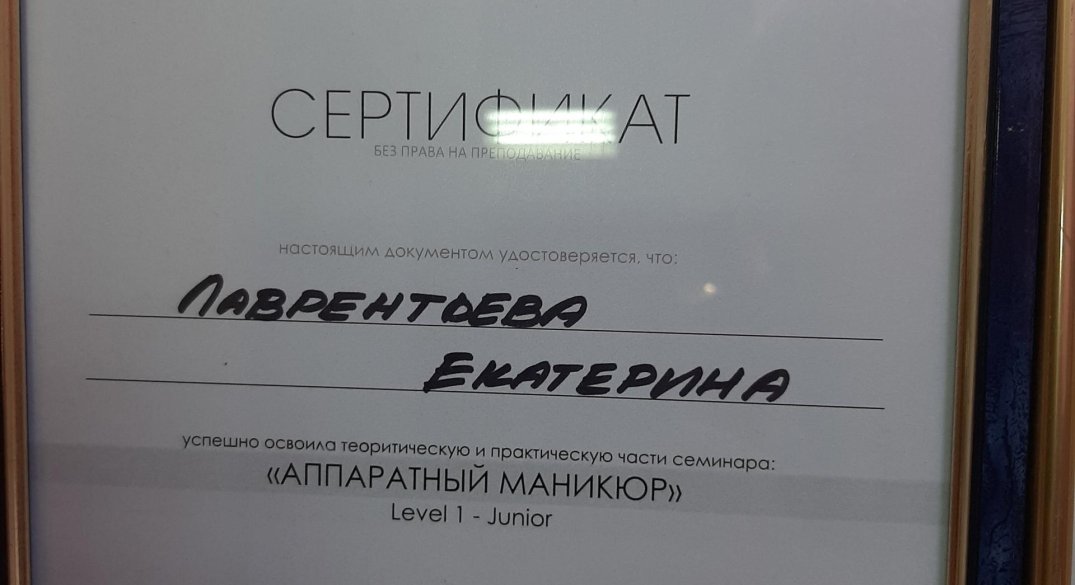 СЕРТИФИКАТ
БЕЗ ПРАВА НА ПРЕПОДАВАНИЕ
настоящим документом удостоверяется, что:
ЛАВРЕНТЬЕВА
ЕКАТЕРИНА
успешно освоила теоритическую и практическую части семинара:
«АППАРАТНЫЙ МАНИКЮР»
Level 1 - Junior